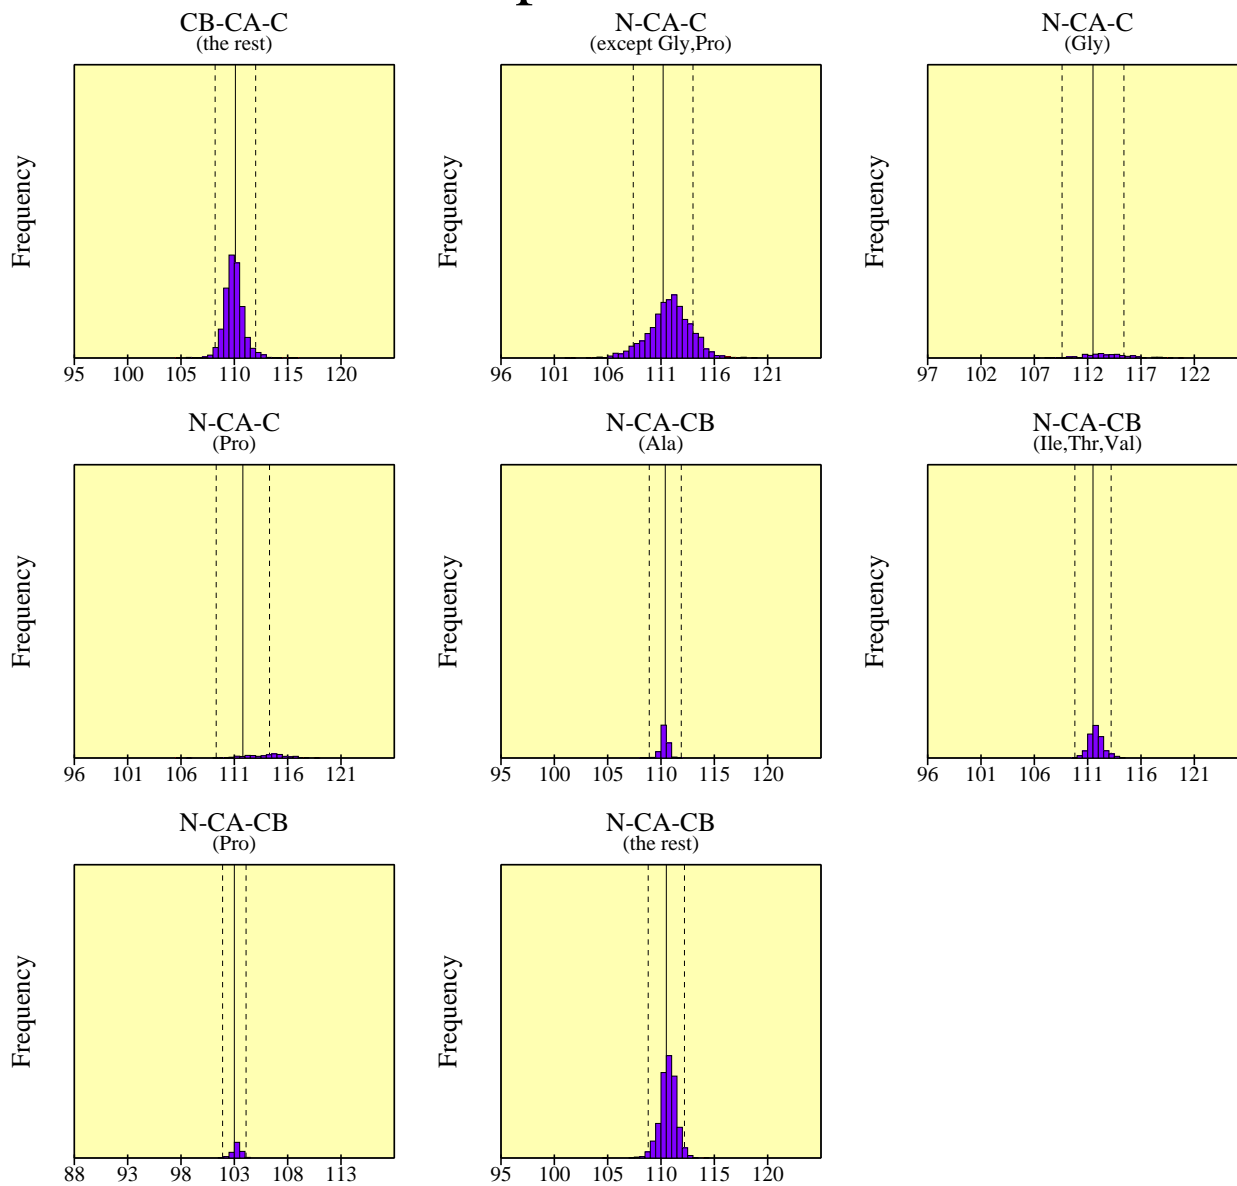 CB-CA-C
(the rest)
Frequency
95 100 105 110 115 120
N-CA-C
(except Gly,Pro)
Frequency
96 101 106 111 116 121
N-CA-C
(Gly)
Frequency
97 102 107 112 117 122
N-CA-C
(Pro)
Frequency
96 101 106 111 116 121
N-CA-CB
(Ala)
Frequency
95 100 105 110 115 120
N-CA-CB
(Ile,Thr,Val)
Frequency
96 101 106 111 116 121
N-CA-CB
(Pro)
Frequency
88 93 98 103 108 113
N-CA-CB
(the rest)
Frequency
95 100 105 110 115 120